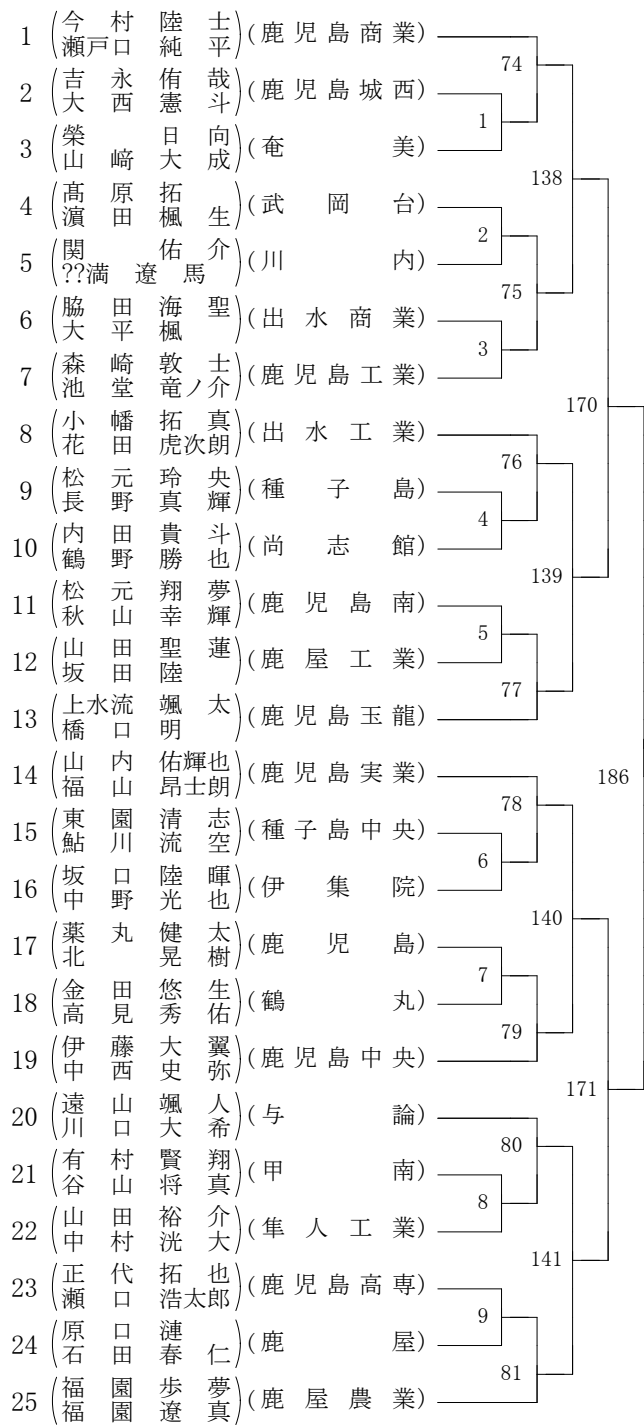 1 (今村陸士 瀬戸口純平) (鹿児島商業)
2 (吉永侑哉 大西憲斗) (鹿児島城西)
3 (榮日向 山﨑大成) (奄美)
4 (髙原拓 濵田楓生) (武岡台)
5 (関佑介 ??満遼馬) (川内)
6 (脇田海聖 大平楓) (出水商業)
7 (森崎敦士 池堂竜ノ介) (鹿児島工業)
8 (小幡拓真 花田虎次朗) (出水工業)
9 (松元玲央 長野真輝) (種子島)
10 (内田貴斗 鶴野勝也) (尚志館)
11 (松元翔夢 秋山幸輝) (鹿児島南)
12 (山田聖蓮 坂田陸) (鹿屋工業)
13 (上水流颯太 橋口明) (鹿児島玉龍)
14 (山内佑輝也 福山昂士朗) (鹿児島実業)
15 (東園清志 鮎川流空) (種子島中央)
16 (坂口陸暉 中野光也) (伊集院)
17 (薬丸健太 北晃樹) (鹿児島)
18 (金田悠生 高見秀佑) (鶴丸)
19 (伊藤大翼 中西史弥) (鹿児島中央)
20 (遠山颯人 川口大希) (与論)
21 (有村賢翔 谷山将真) (甲南)
22 (山田裕介 中村洸大) (隼人工業)
23 (正代拓也 瀬口浩太郎) (鹿児島高専)
24 (原口漣 石田春仁) (鹿屋)
25 (福園歩夢 福園遼真) (鹿屋農業)
1
2
3
4
5
6
7
8
9
74
75
76
77
78
79
80
81
138
139
140
141
170
171
186